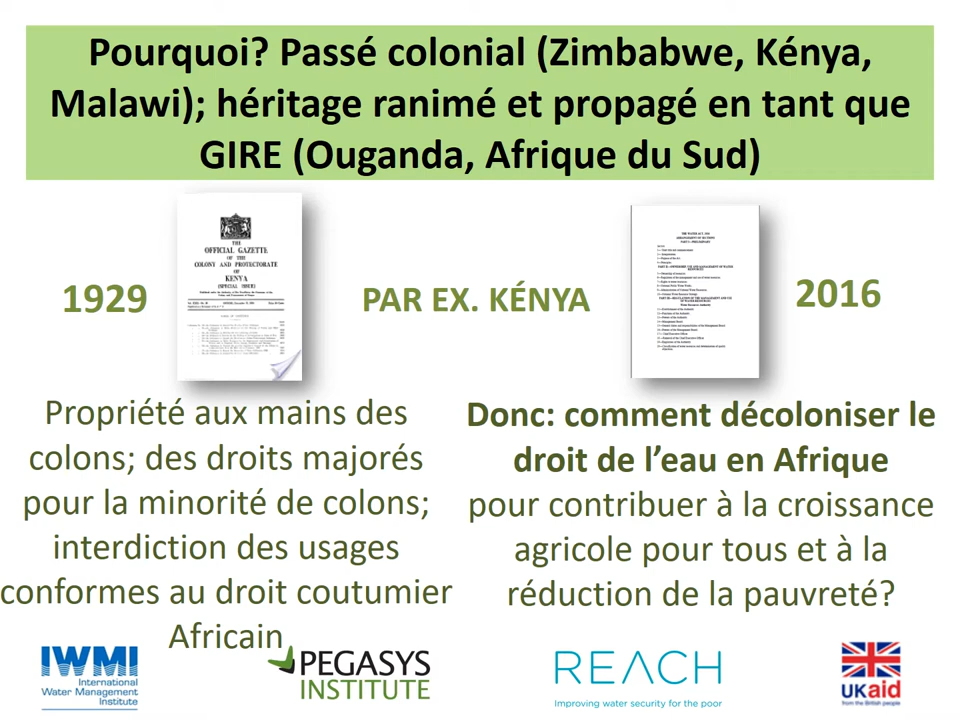 Pourquoi? Passé colonial (Zimbabwe, Kénya,
Malawi); héritage ranimé et propagé en tant que
GIRE (Ouganda, Afrique du Sud)
THE
OFFICIAL GAZETTE
OF THE
COLONY AND PROTECTORATE
OF
KENYA
(SPECIAL ISSUE)
1929
PAR EX. KÉNYA
2016
Propriété aux mains des
colons; des droits majorés
pour la minorité de colons;
interdiction des usages
conformes au droit coutumier
Africain
Donc: comment décoloniser le
droit de l’eau en Afrique
pour contribuer à la croissance
agricole pour tous et à la
réduction de la pauvreté?
IWMI
International
Water Management
Institute
PEGASYS
INSTITUTE
REACH
Improving water security for the poor
UKaid
from the British people